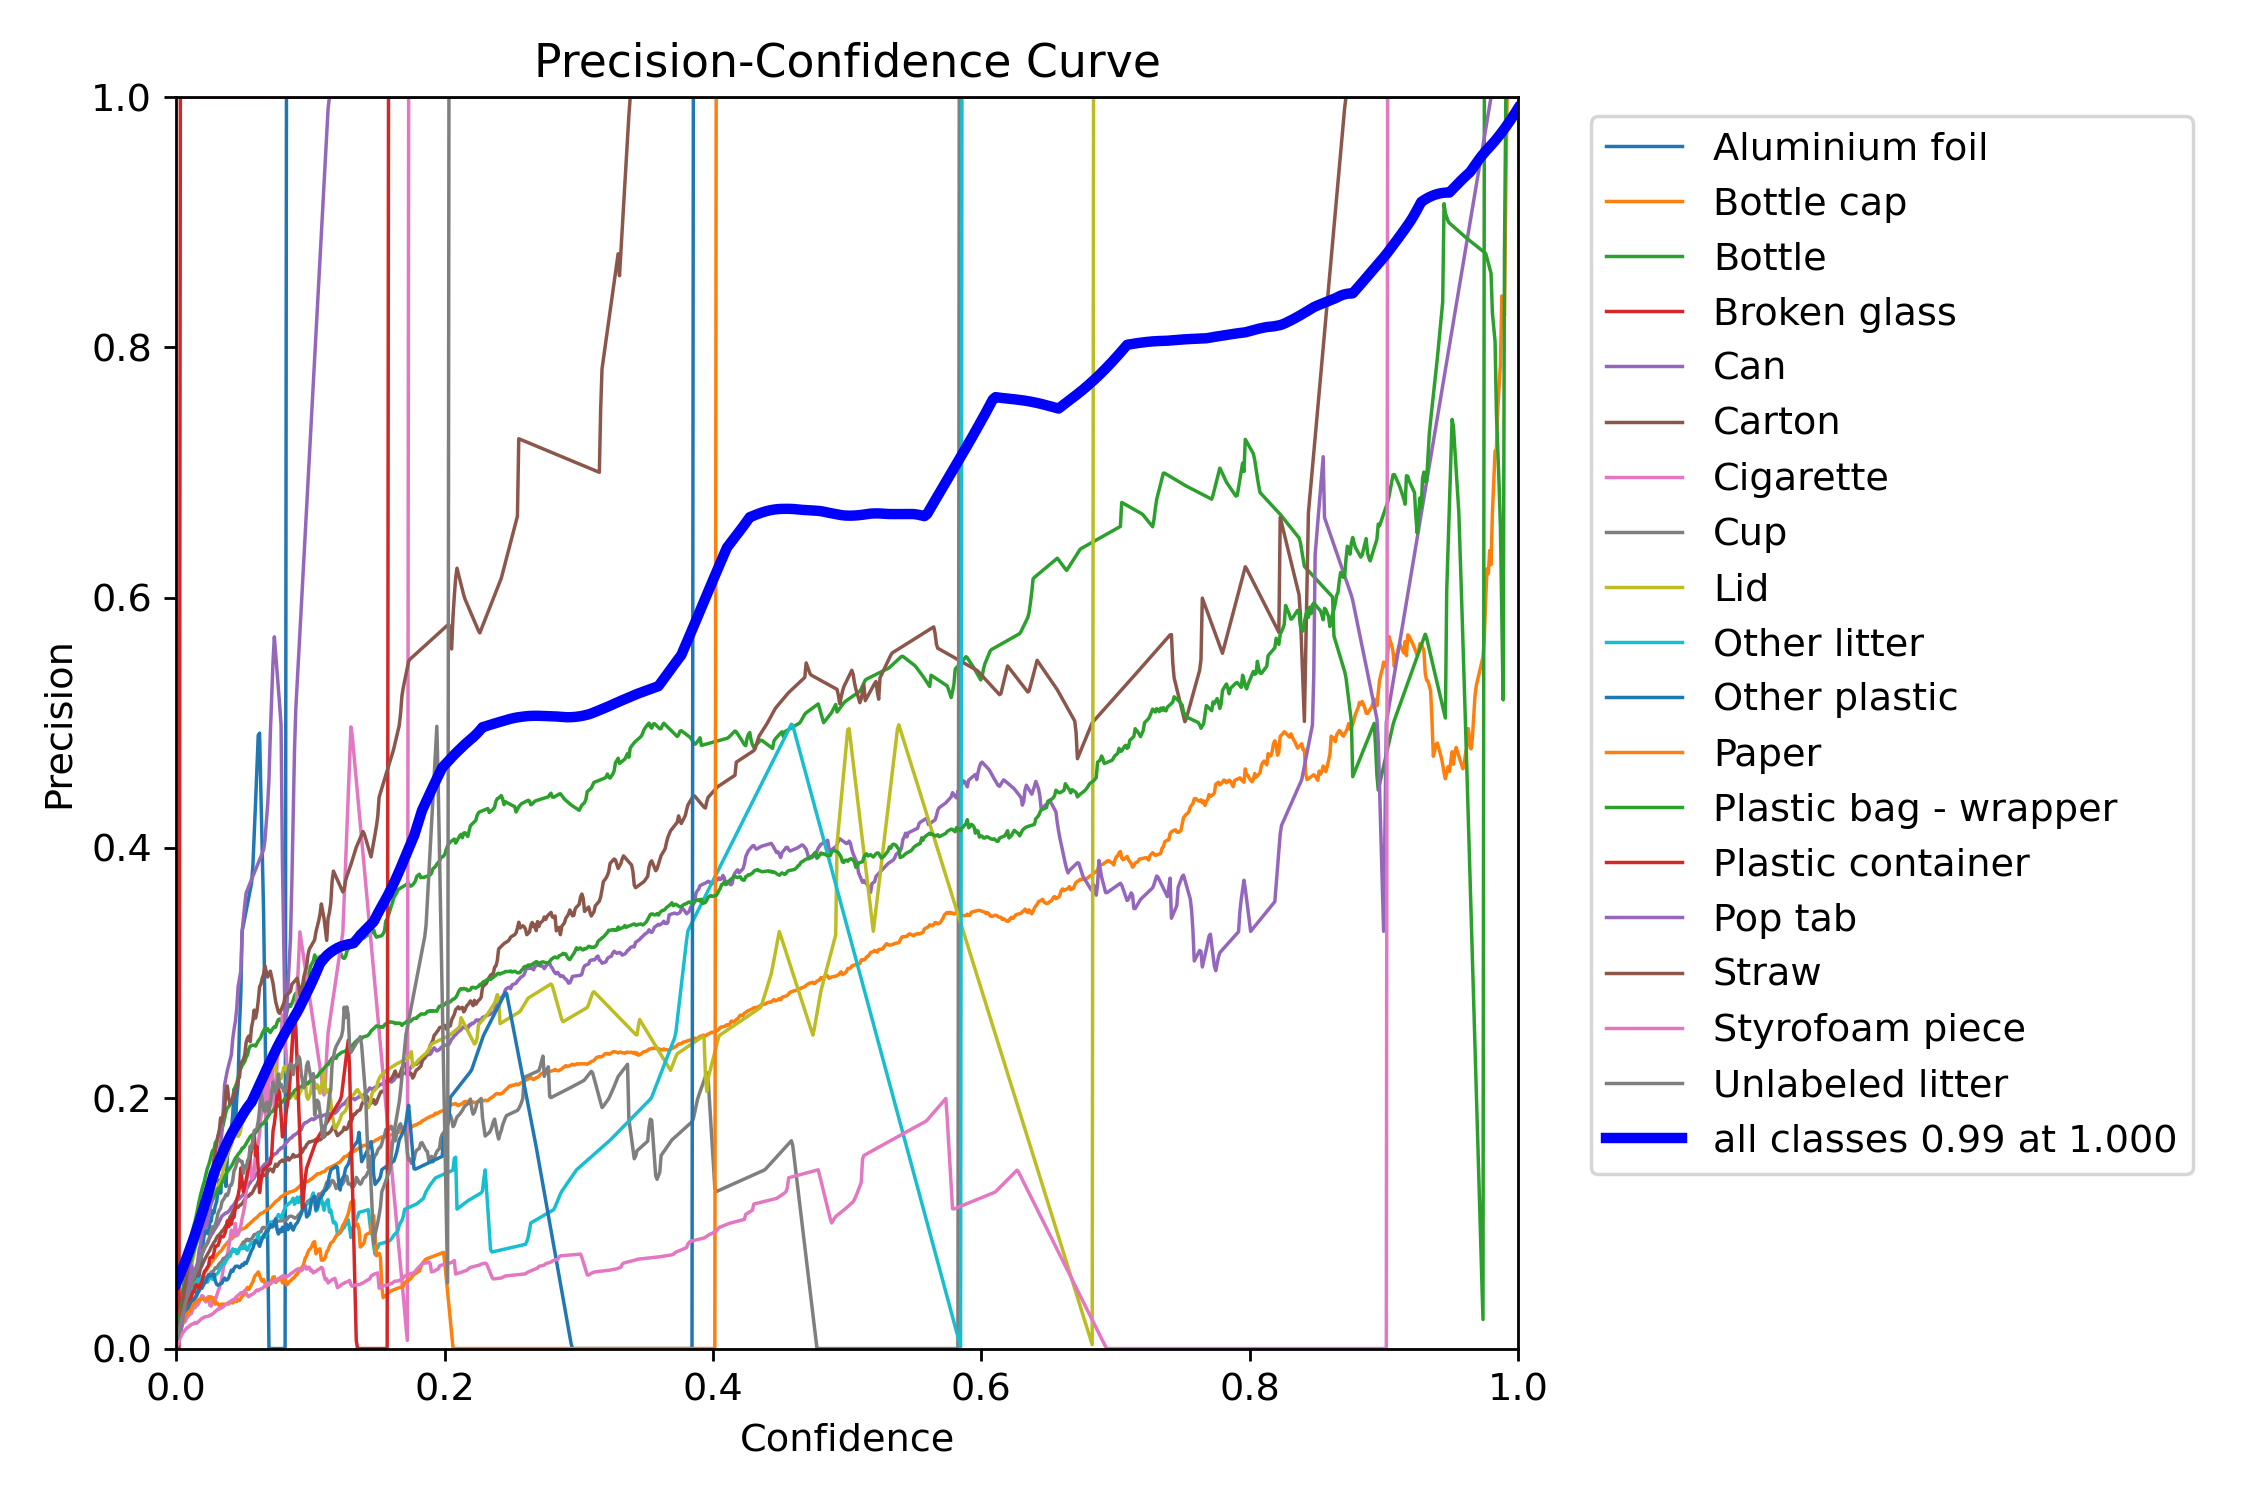 Precision-Confidence Curve
1.0
0.8
0.6
0.4
0.2
0.0
Precision
0.0 0.2 0.4 0.6 0.8 1.0
Confidence
Aluminium foil
Bottle cap
Bottle
Broken glass
Can
Carton
Cigarette
Cup
Lid
Other litter
Other plastic
Paper
Plastic bag - wrapper
Plastic container
Pop tab
Straw
Styrofoam piece
Unlabeled litter
all classes 0.99 at 1.000